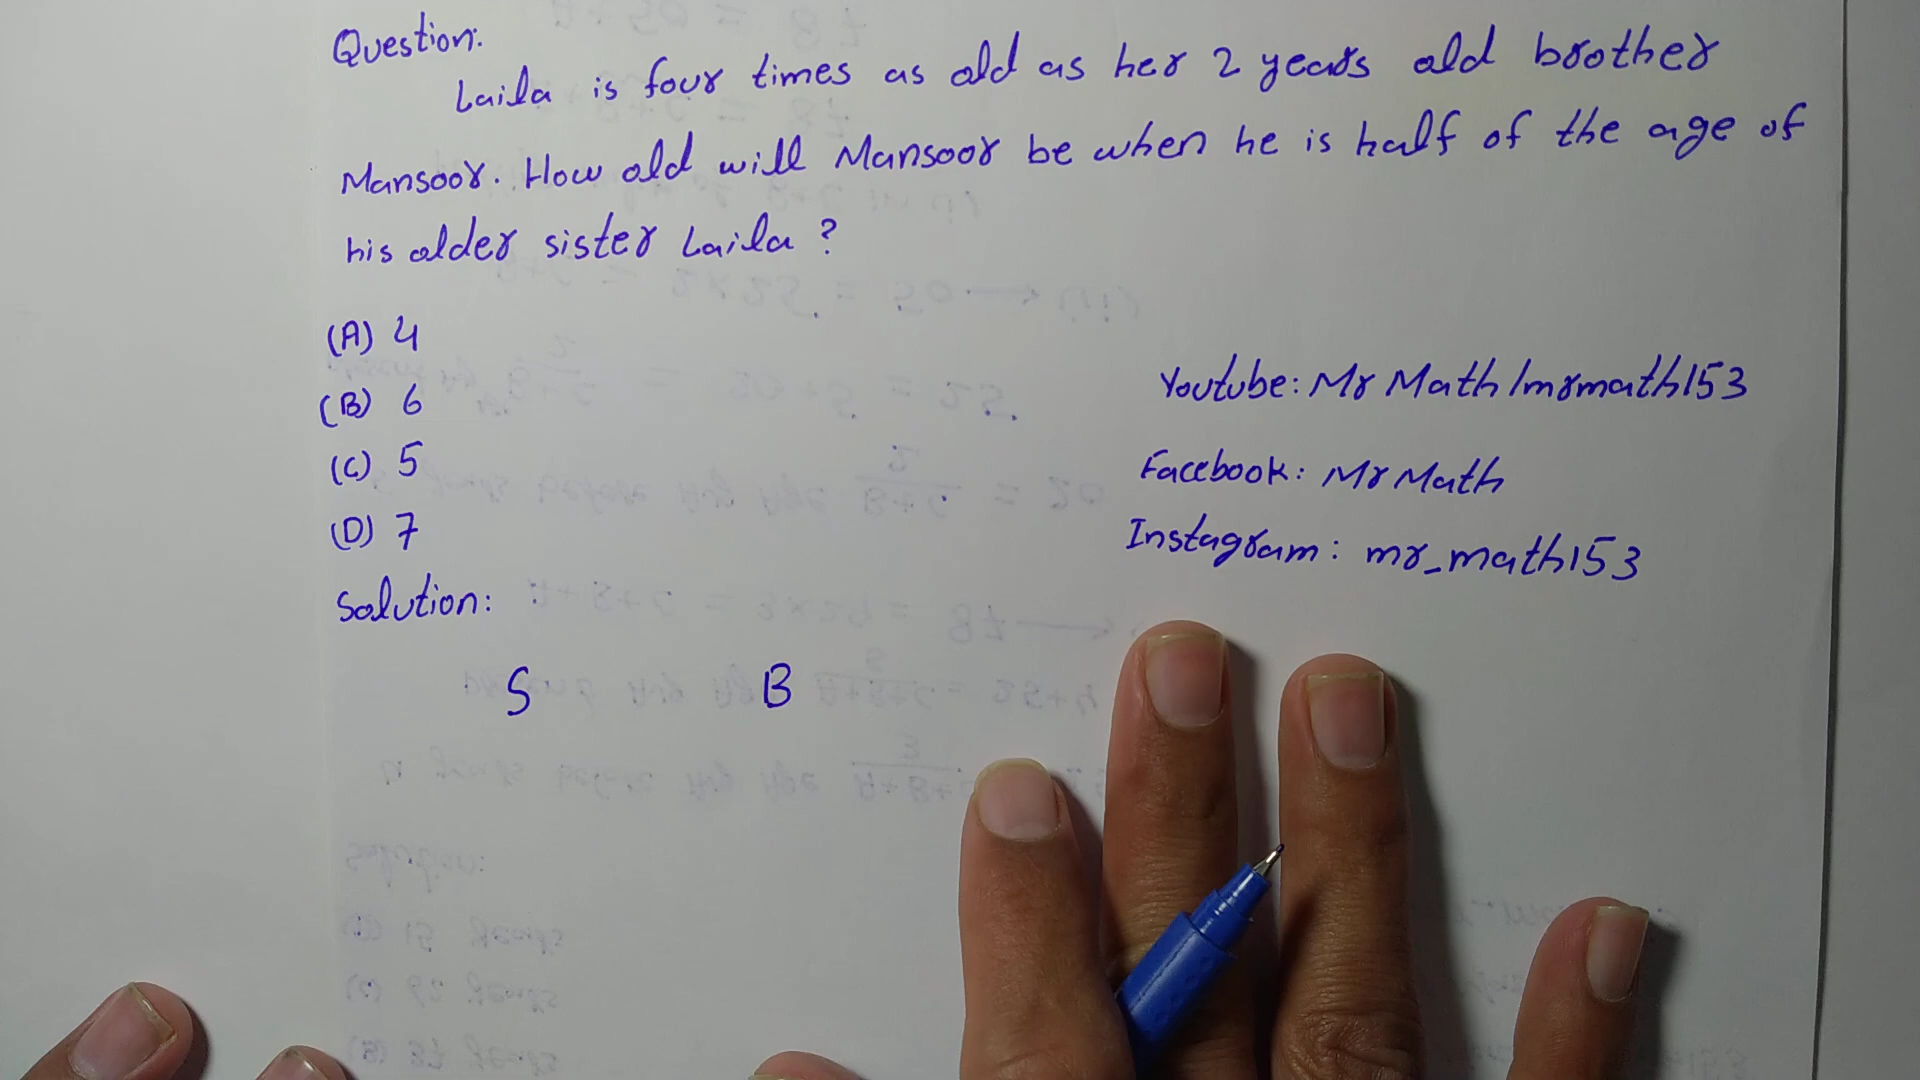 Question:
Laila is four times as old as her 2 years old brother
Mansoor. How old will Mansoor be when he is half of the age of
his older sister Laila ?
(A) 4
(B) 6
(C) 5
(D) 7
Youtube: Mr Math/mrmath153
Facebook: Mr Math
Instagram: mr_math153
Solution:
S B